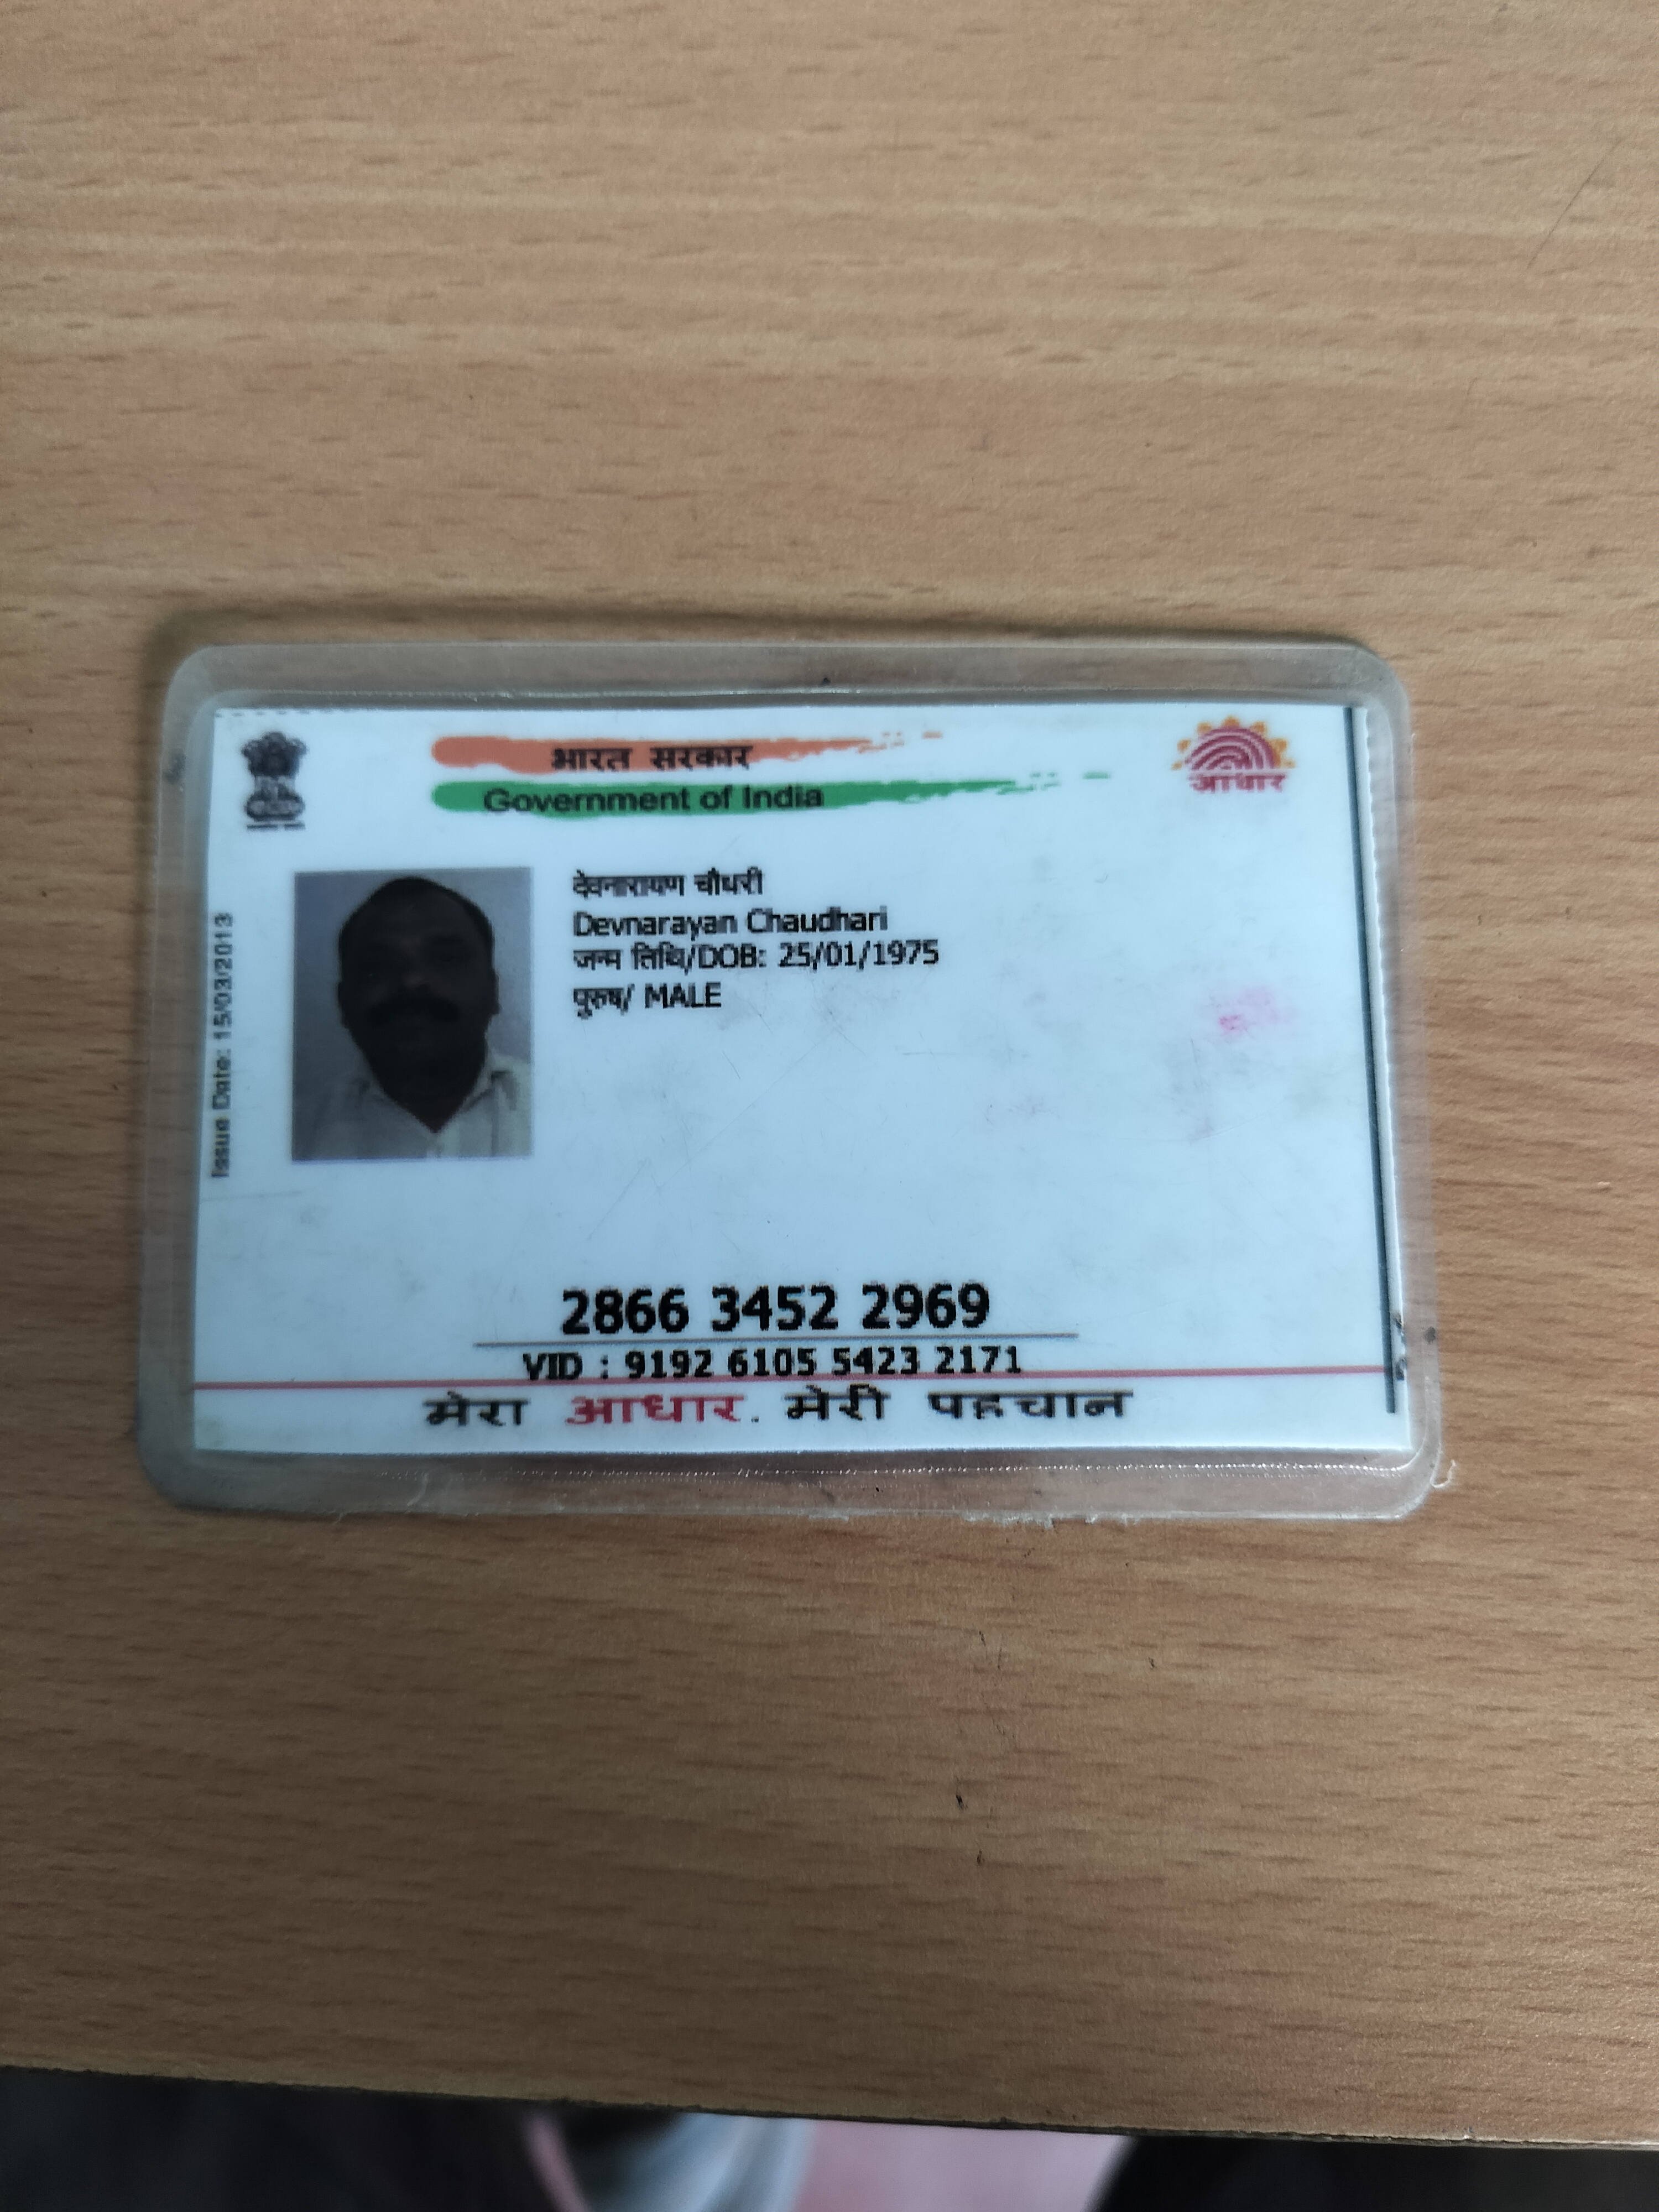 भारत सरकार
Government of India
आधार
Issue Date: 15/03/2013
देवनारायण चौधरी
Devnarayan Chaudhari
जन्म तिथि/DOB: 25/01/1975
पुरुष/ MALE
2866 3452 2969
VID : 9192 6105 5423 2171
मेरा आधार. मेरी पहचान